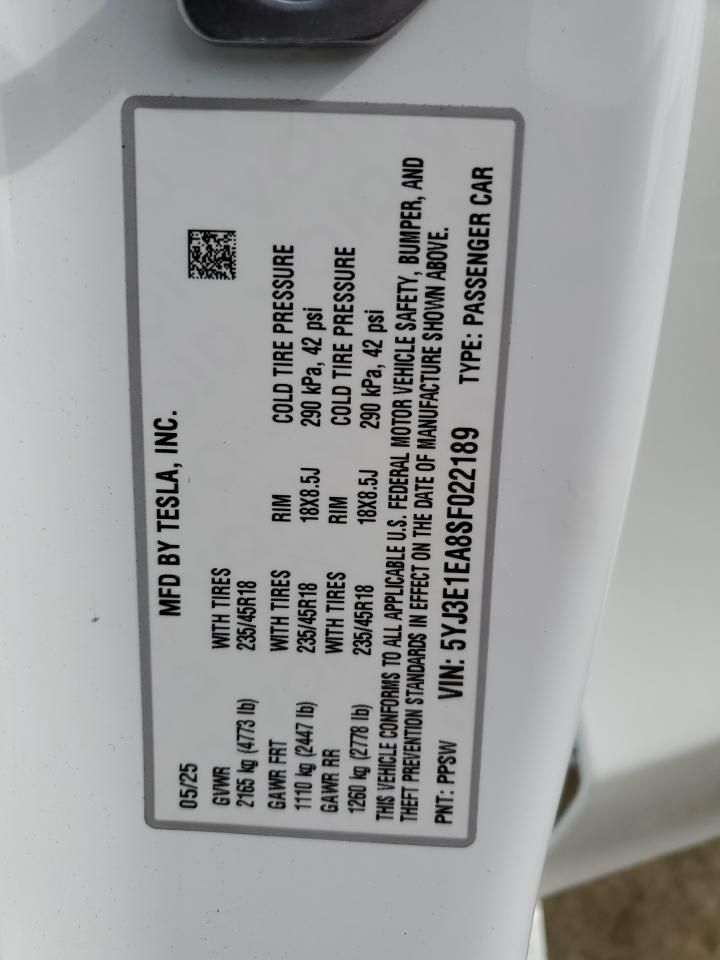 MFD BY TESLA, INC.
05/25
GVWR WITH TIRES
2165 kg (4773 lb) 235/45R18
GAWR FRT WITH TIRES RIM COLD TIRE PRESSURE
1110 kg (2447 lb) 235/45R18 18X8.5J 290 kPa, 42 psi
GAWR RR WITH TIRES RIM COLD TIRE PRESSURE
1260 kg (2778 lb) 235/45R18 18X8.5J 290 kPa, 42 psi
THIS VEHICLE CONFORMS TO ALL APPLICABLE U.S. FEDERAL MOTOR VEHICLE SAFETY, BUMPER, AND
THEFT PREVENTION STANDARDS IN EFFECT ON THE DATE OF MANUFACTURE SHOWN ABOVE.
PNT: PPSW VIN: 5YJ3E1EA8SF022189 TYPE: PASSENGER CAR